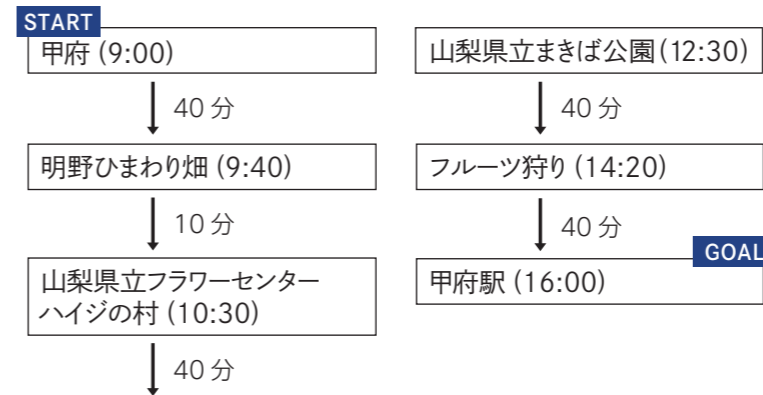 START
甲府 (9:00)
40 分
明野ひまわり畑 (9:40)
10 分
山梨県立フラワーセンター
ハイジの村 (10:30)
40 分
山梨県立まきば公園 (12:30)
40 分
フルーツ狩り (14:20)
40 分
GOAL
甲府駅 (16:00)